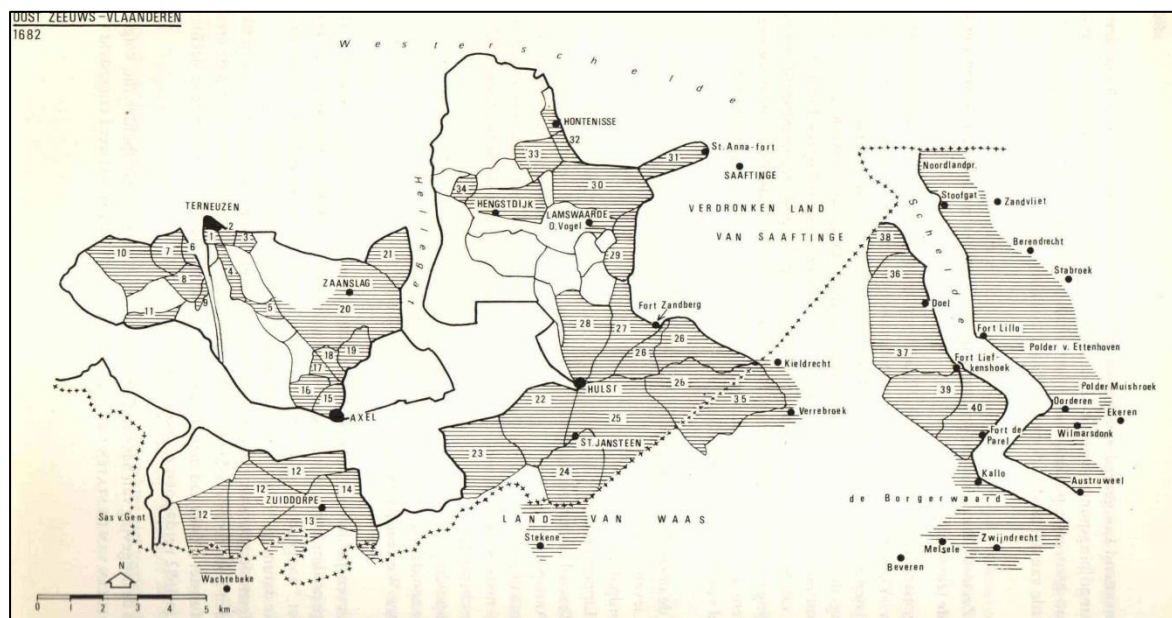 OOST ZEEUWS-VLAANDEREN
1682
Westerschelde
HONTENISSE
32
33
St. Anna-fort
31
SAAFTINGE
34
30
HENGSTDIJK
LAMSWAARDE
O. Vogel
Hellegat
VERDRONKEN LAND
VAN SAAFTINGE
29
TERNEUZEN
2
1
3
6
10
7
4
8
21
ZAANSLAG
9
5
11
20
28
27
Fort Zandberg
26
26
26
18
19
17
16
15
AXEL
HULST
22
25
35
Kieldrecht
Verrebroek
ST. JANSTEEN
23
24
12
12
14
ZUIDDORPE
12
13
Sas v. Gent
LAND VAN WAAS
Stekene
Wachtebeke
N
0 1 2 3 4 5
km
Noordlandpr.
Stoofgat
Zandvliet
Schelde
38
Berendrecht
36
Stabroek
Doel
Fort Lillo
Polder v. Ettenhoven
37
Fort Lief-
kenshoek
Polder Muisbroek
39
Oorderen
40
Ekeren
Wilmarsdonk
Fort de
Parel
Kallo
Austruweel
de Borgerwaard
Zwijndrecht
Melsele
Beveren